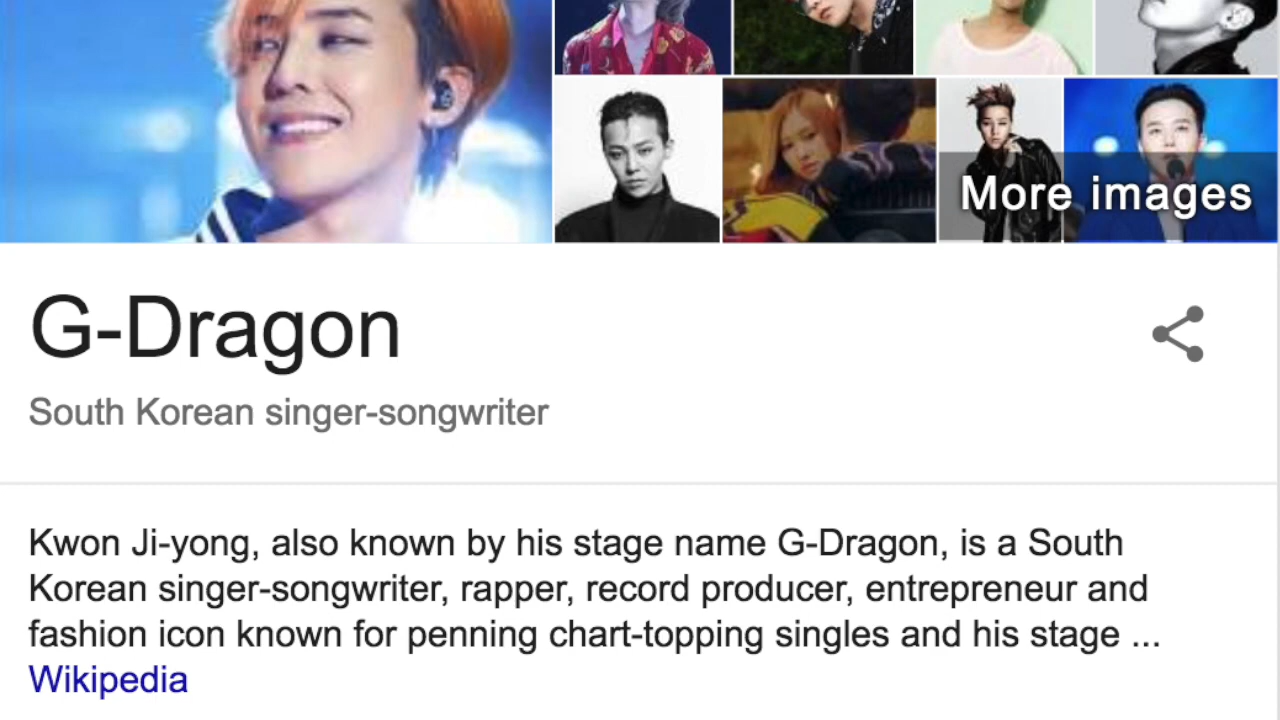 More images
G-Dragon
South Korean singer-songwriter
Kwon Ji-yong, also known by his stage name G-Dragon, is a South
Korean singer-songwriter, rapper, record producer, entrepreneur and
fashion icon known for penning chart-topping singles and his stage ...
Wikipedia